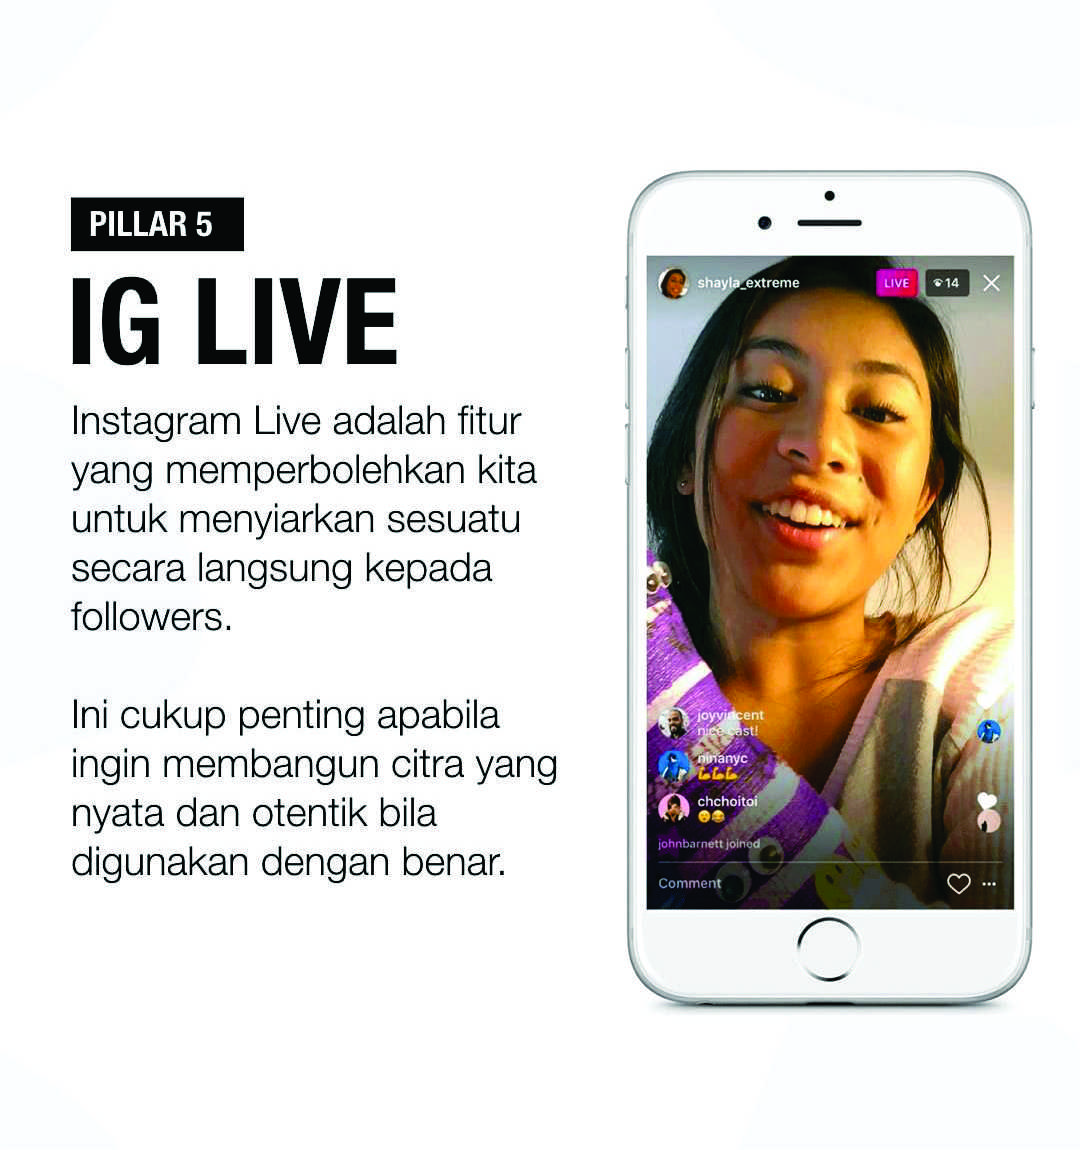 PILLAR 5
IG LIVE
Instagram Live adalah fitur
yang memperbolehkan kita
untuk menyiarkan sesuatu
secara langsung kepada
followers.
Ini cukup penting apabila
ingin membangun citra yang
nyata dan otentik bila
digunakan dengan benar.
shayla_extreme LIVE 14
joyvincent
nice cast!
ninanyc
💪💪💪
chchoitoi
😮😂
johnbarnett joined
Comment